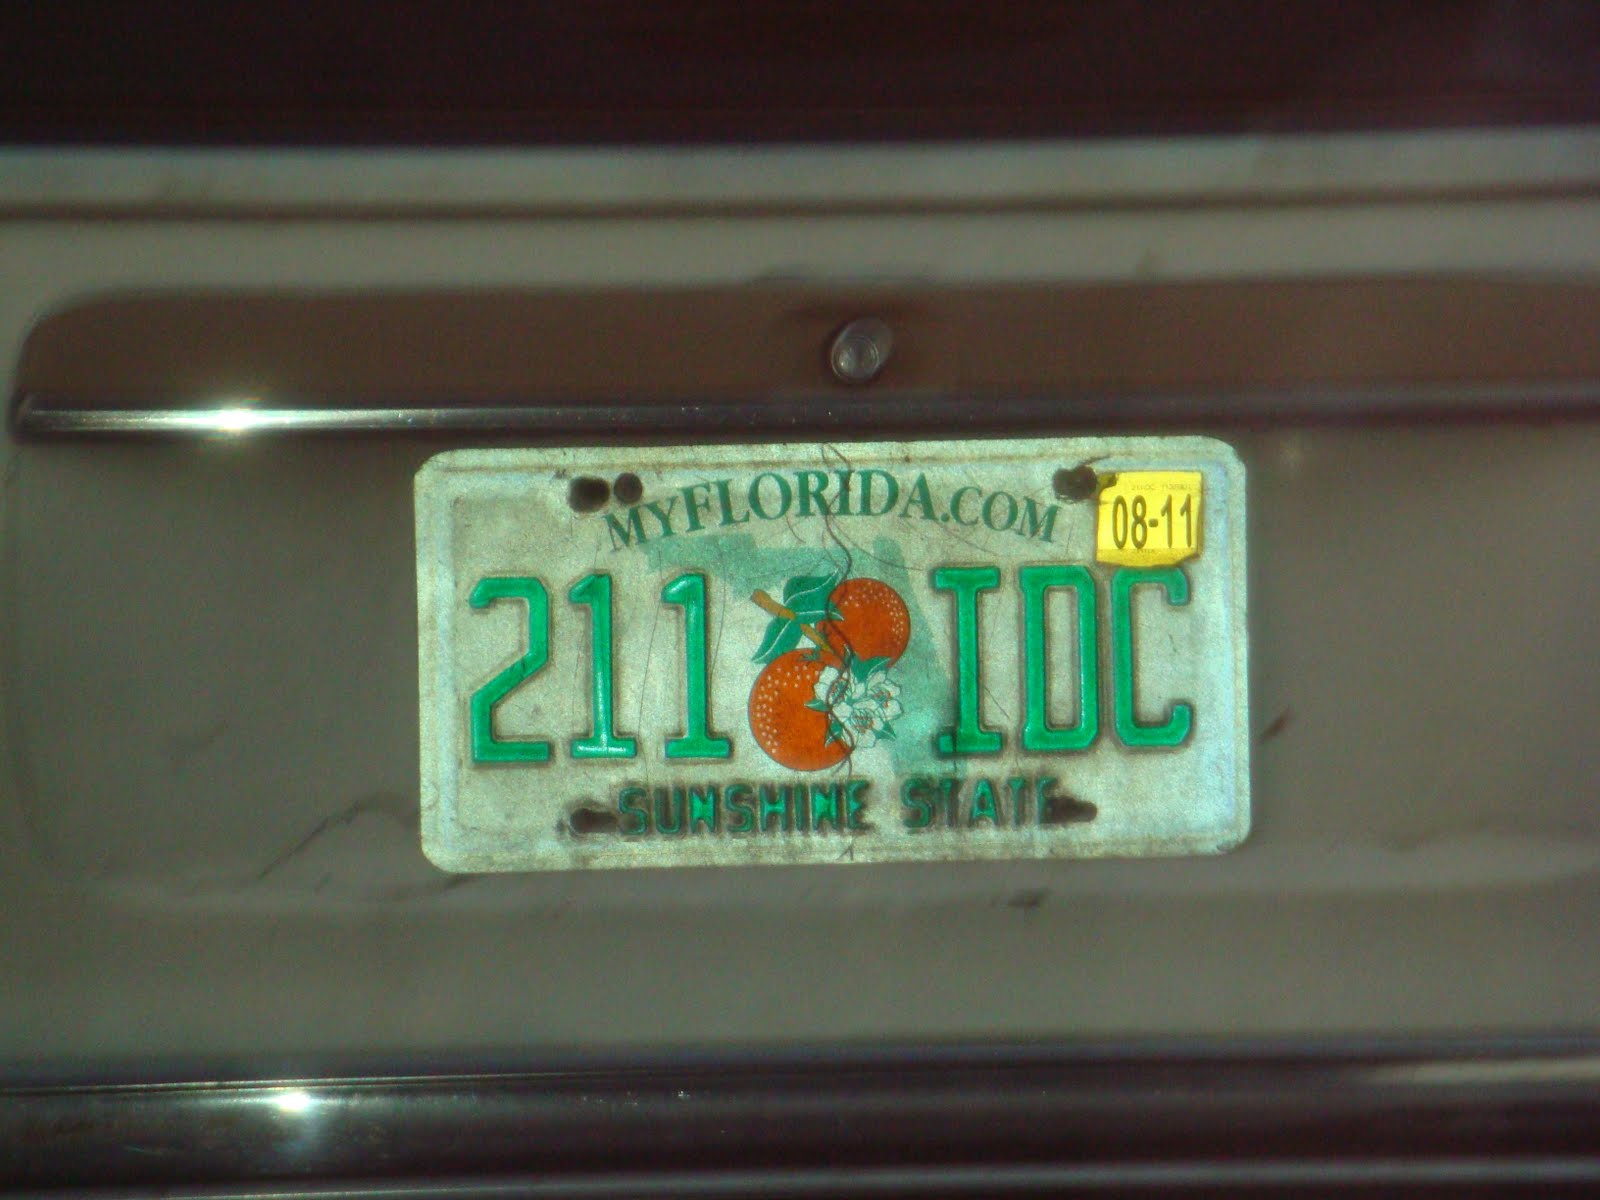 MYFLORIDA.COM
08-11
211 IDC
SUNSHINE STATE